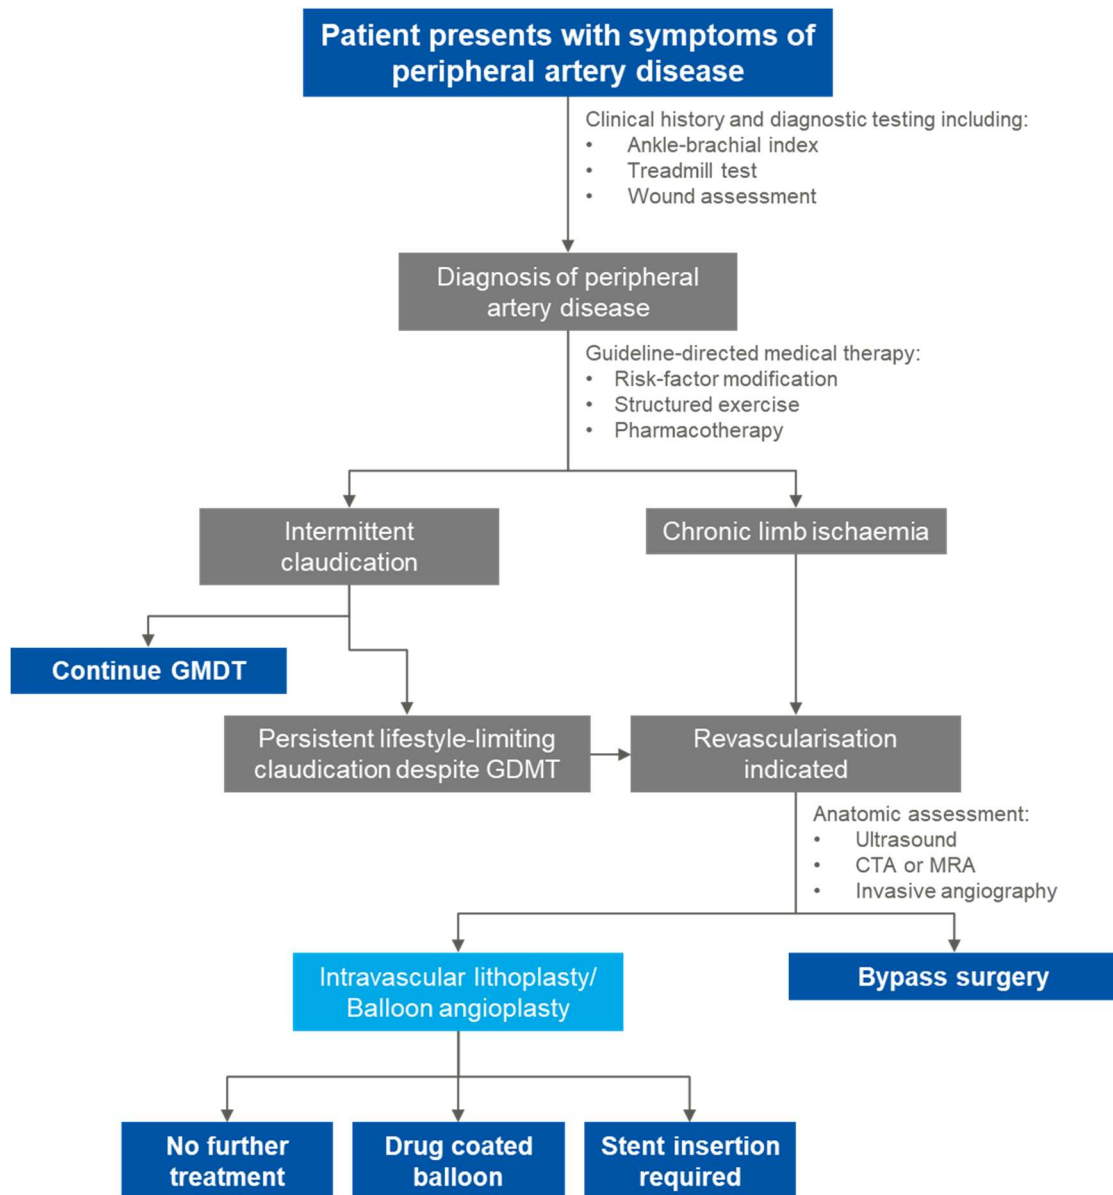 Patient presents with symptoms of
peripheral artery disease
Clinical history and diagnostic testing including:
• Ankle-brachial index
• Treadmill test
• Wound assessment
Diagnosis of peripheral
artery disease
Guideline-directed medical therapy:
• Risk-factor modification
• Structured exercise
• Pharmacotherapy
Intermittent
claudication
Chronic limb ischaemia
Continue GMDT
Persistent lifestyle-limiting
claudication despite GDMT
Revascularisation
indicated
Anatomic assessment:
• Ultrasound
• CTA or MRA
• Invasive angiography
Intravascular lithoplasty/
Balloon angioplasty
Bypass surgery
No further
treatment
Drug coated
balloon
Stent insertion
required